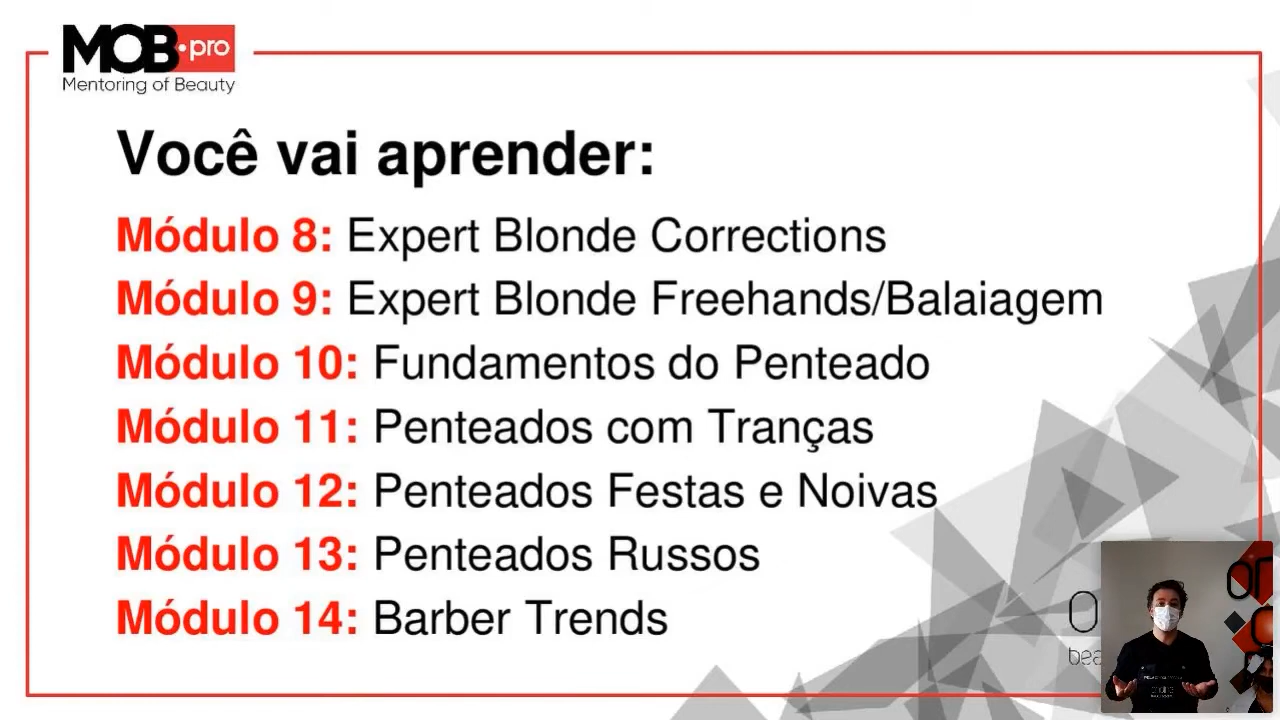 MOB•pro
Mentoring of Beauty
Você vai aprender:
Módulo 8: Expert Blonde Corrections
Módulo 9: Expert Blonde Freehands/Balaiagem
Módulo 10: Fundamentos do Penteado
Módulo 11: Penteados com Tranças
Módulo 12: Penteados Festas e Noivas
Módulo 13: Penteados Russos
Módulo 14: Barber Trends